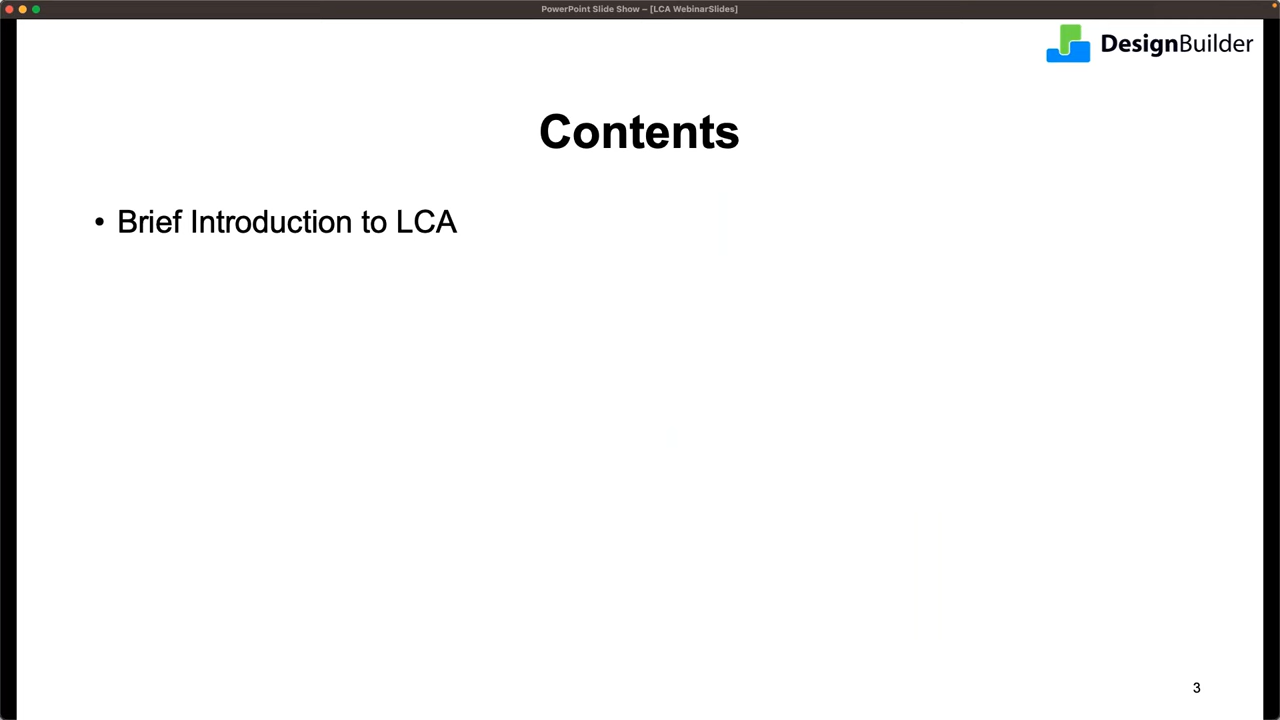 PowerPoint Slide Show – [LCA WebinarSlides]
DesignBuilder
Contents
• Brief Introduction to LCA
3